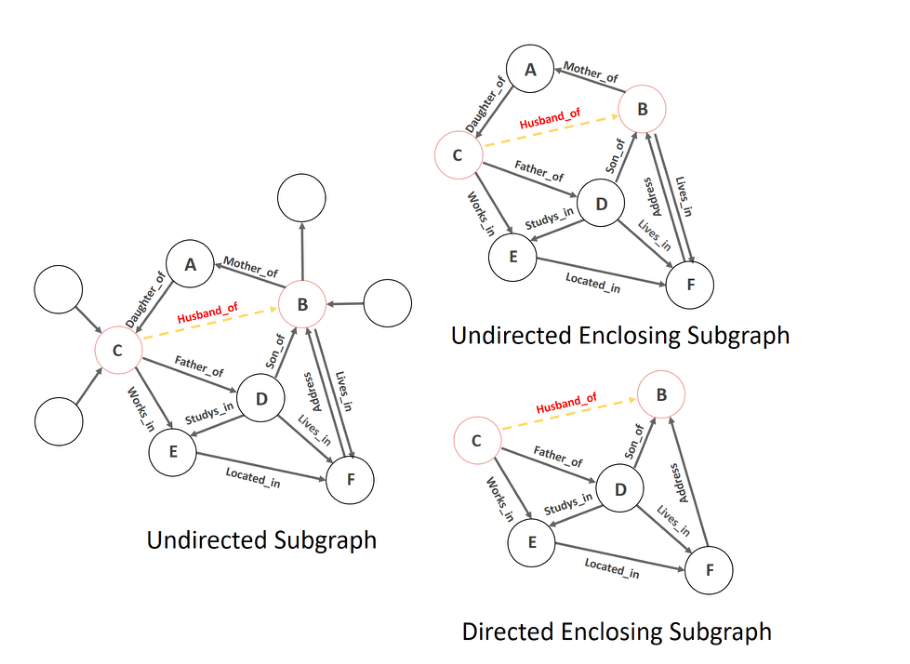 A
Mother_of
Daughter_of
Husband_of
B
C
Father_of
Son_of
Works_in
D
Studys_in
Address
Lives_in
Lives_in
E
Located_in
F
Undirected Subgraph
A
Mother_of
Daughter_of
Husband_of
B
C
Father_of
Son_of
Works_in
D
Studys_in
Address
Lives_in
Lives_in
E
Located_in
F
Undirected Enclosing Subgraph
Husband_of
B
C
Father_of
Son_of
Works_in
D
Studys_in
Address
Lives_in
E
Located_in
F
Directed Enclosing Subgraph